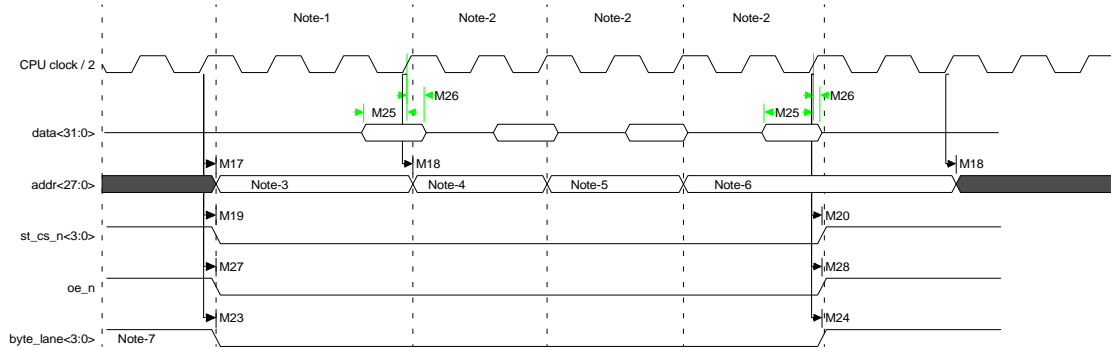 Note-1 Note-2 Note-2 Note-2
CPU clock / 2
M26 M26
M25 M25
data<31:0>
M17 M18 M18
addr<27:0> Note-3 Note-4 Note-5 Note-6
M19 M20
st_cs_n<3:0>
M27 M28
oe_n
M23 M24
byte_lane<3:0> Note-7